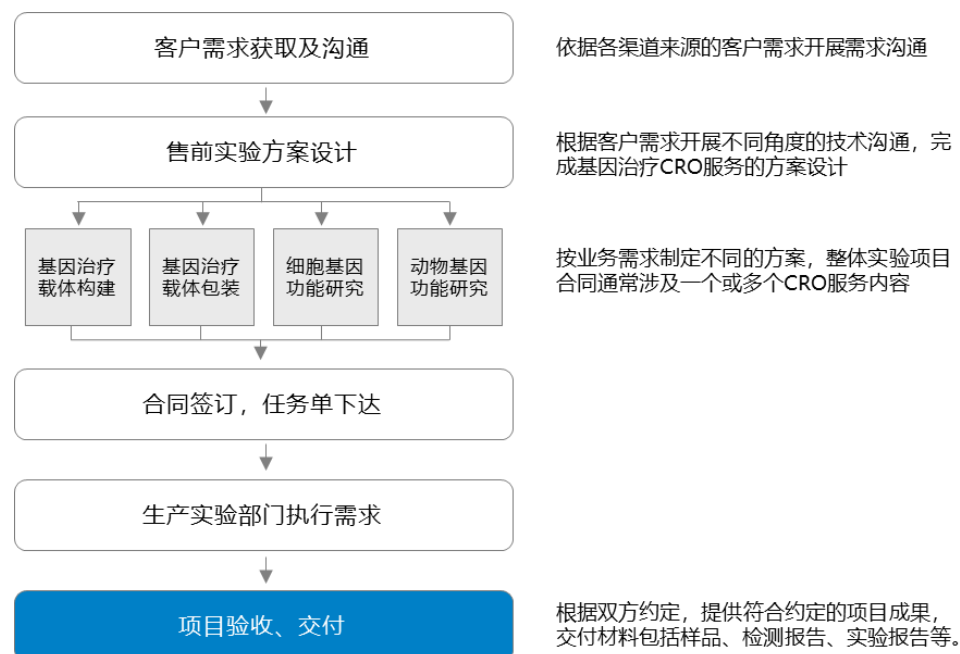 客户需求获取及沟通
依据各渠道来源的客户需求开展需求沟通
售前实验方案设计
根据客户需求开展不同角度的技术沟通，完
成基因治疗CRO服务的方案设计
基因治疗
载体构建
基因治疗
载体包装
细胞基因
功能研究
动物基因
功能研究
按业务需求制定不同的方案，整体实验项目
合同通常涉及一个或多个CRO服务内容
合同签订，任务单下达
生产实验部门执行需求
项目验收、交付
根据双方约定，提供符合约定的项目成果，
交付材料包括样品、检测报告、实验报告等。